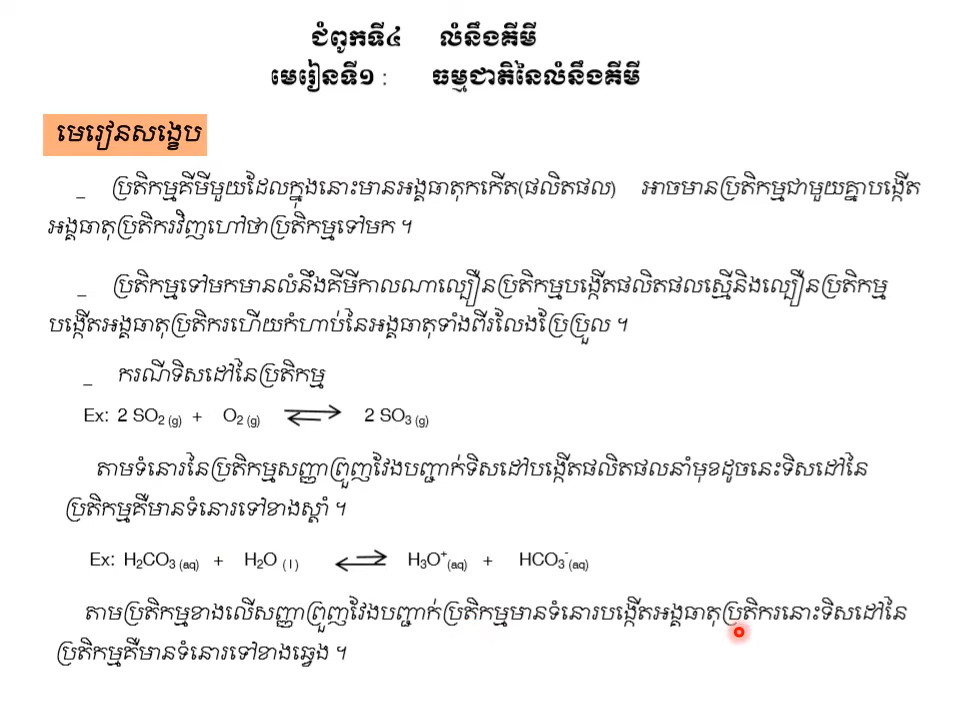 ជំពូកទី៤ លំនឹងគីមី
មេរៀនទី១ : ធម្មជាតិនៃលំនឹងគីមី
មេរៀនសង្ខេប
_ ប្រតិកម្មគីមីមួយដែលក្នុងនោះមានអង្គធាតុកកើត(ផលិតផល) អាចមានប្រតិកម្មជាមួយគ្នាបង្កើត
អង្គធាតុប្រតិករវិញហៅថាប្រតិកម្មទៅមក ។
_ ប្រតិកម្មទៅមកមានលំនឹងគីមីកាលណាល្បឿនប្រតិកម្មបង្កើតផលិតផលស្មើនិងល្បឿនប្រតិកម្ម
បង្កើតអង្គធាតុប្រតិករហើយកំហាប់នៃអង្គធាតុទាំងពីរលែងប្រែប្រួល ។
_ ករណីទិសដៅនៃប្រតិកម្ម
Ex: 2 SO₂ (g) + O₂ (g) ⇌ 2 SO₃ (g)
តាមទំនោរនៃប្រតិកម្មសញ្ញាព្រួញវែងបញ្ជាក់ទិសដៅបង្កើតផលិតផលនាំមុខដូចនេះទិសដៅនៃ
ប្រតិកម្មគឺមានទំនោរទៅខាងស្ដាំ ។
Ex: H₂CO₃ (aq) + H₂O ( l ) ⇌ H₃O⁺(aq) + HCO₃⁻(aq)
តាមប្រតិកម្មខាងលើសញ្ញាព្រួញវែងបញ្ជាក់ប្រតិកម្មមានទំនោរបង្កើតអង្គធាតុប្រតិករនោះទិសដៅនៃ
ប្រតិកម្មគឺមានទំនោរទៅខាងឆ្វេង ។